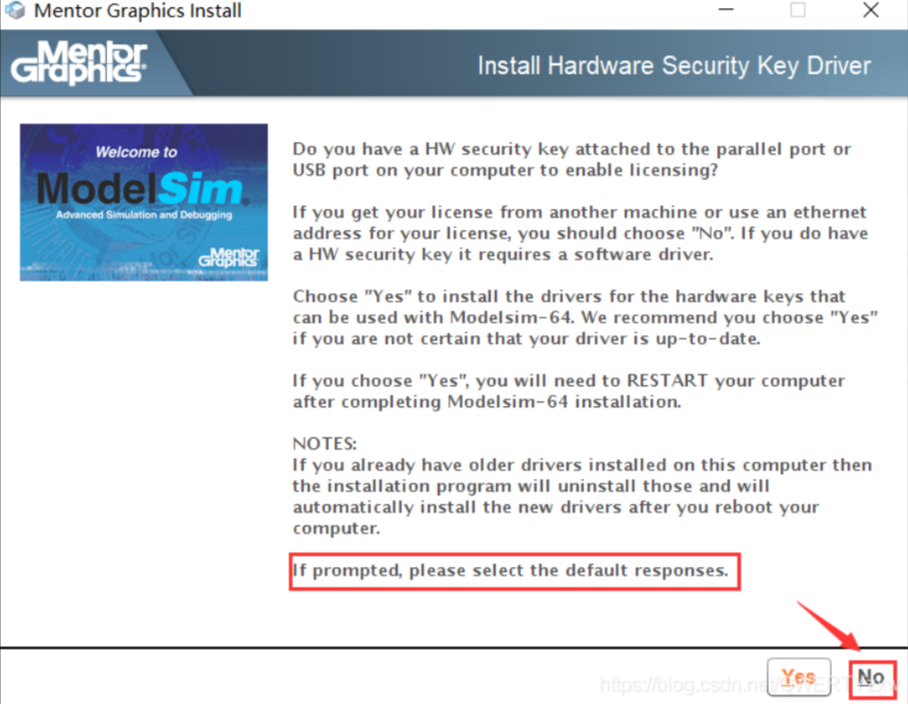 Mentor Graphics Install
Mentor
Graphics
Install Hardware Security Key Driver
Welcome to
ModelSim
Advanced Simulation and Debugging
Mentor
Graphics
Do you have a HW security key attached to the parallel port or
USB port on your computer to enable licensing?
If you get your license from another machine or use an ethernet
address for your license, you should choose "No". If you do have
a HW security key it requires a software driver.
Choose "Yes" to install the drivers for the hardware keys that
can be used with Modelsim-64. We recommend you choose "Yes"
if you are not certain that your driver is up-to-date.
If you choose "Yes", you will need to RESTART your computer
after completing Modelsim-64 installation.
NOTES:
If you already have older drivers installed on this computer then
the installation program will uninstall those and will
automatically install the new drivers after you reboot your
computer.
If prompted, please select the default responses.
Yes
No